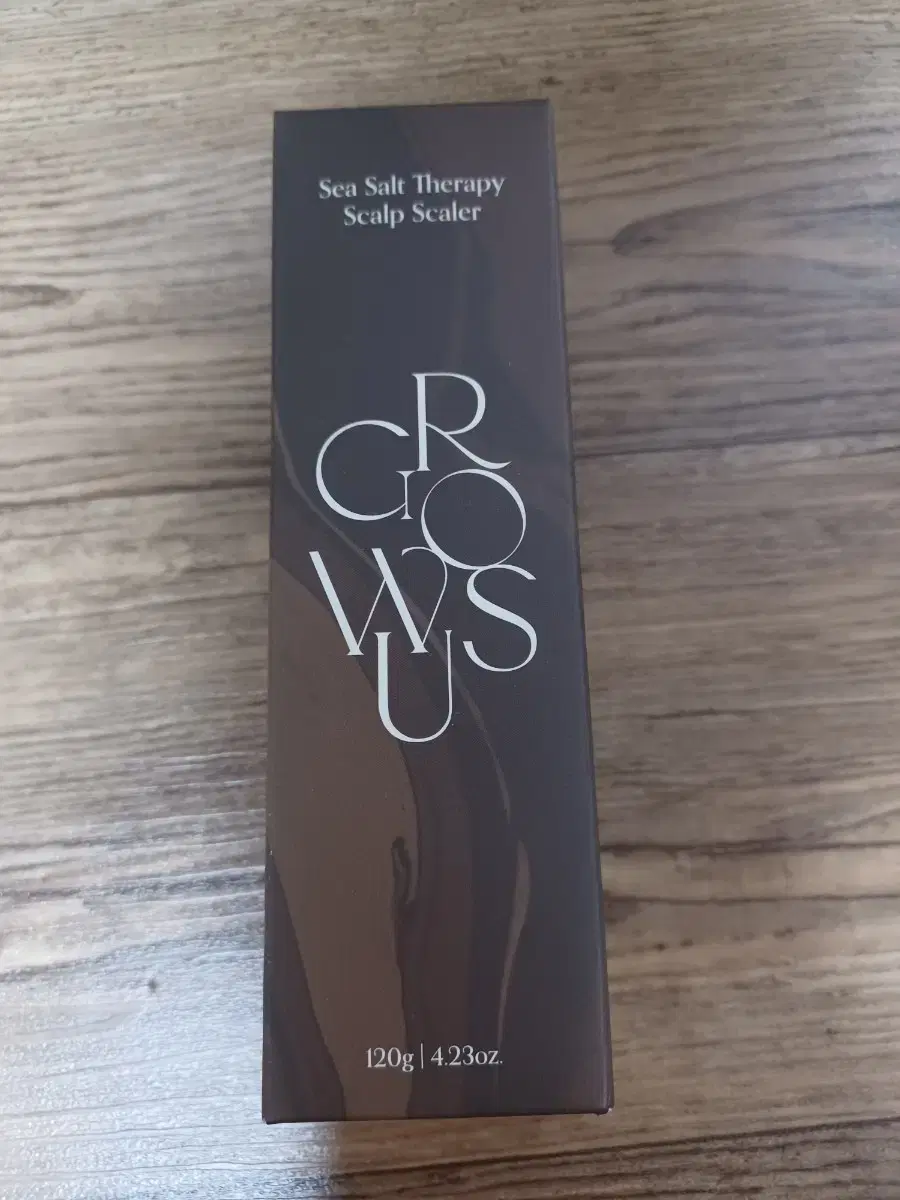 Sea Salt Therapy
Scalp Scaler
GROWUS
120g | 4.23oz.